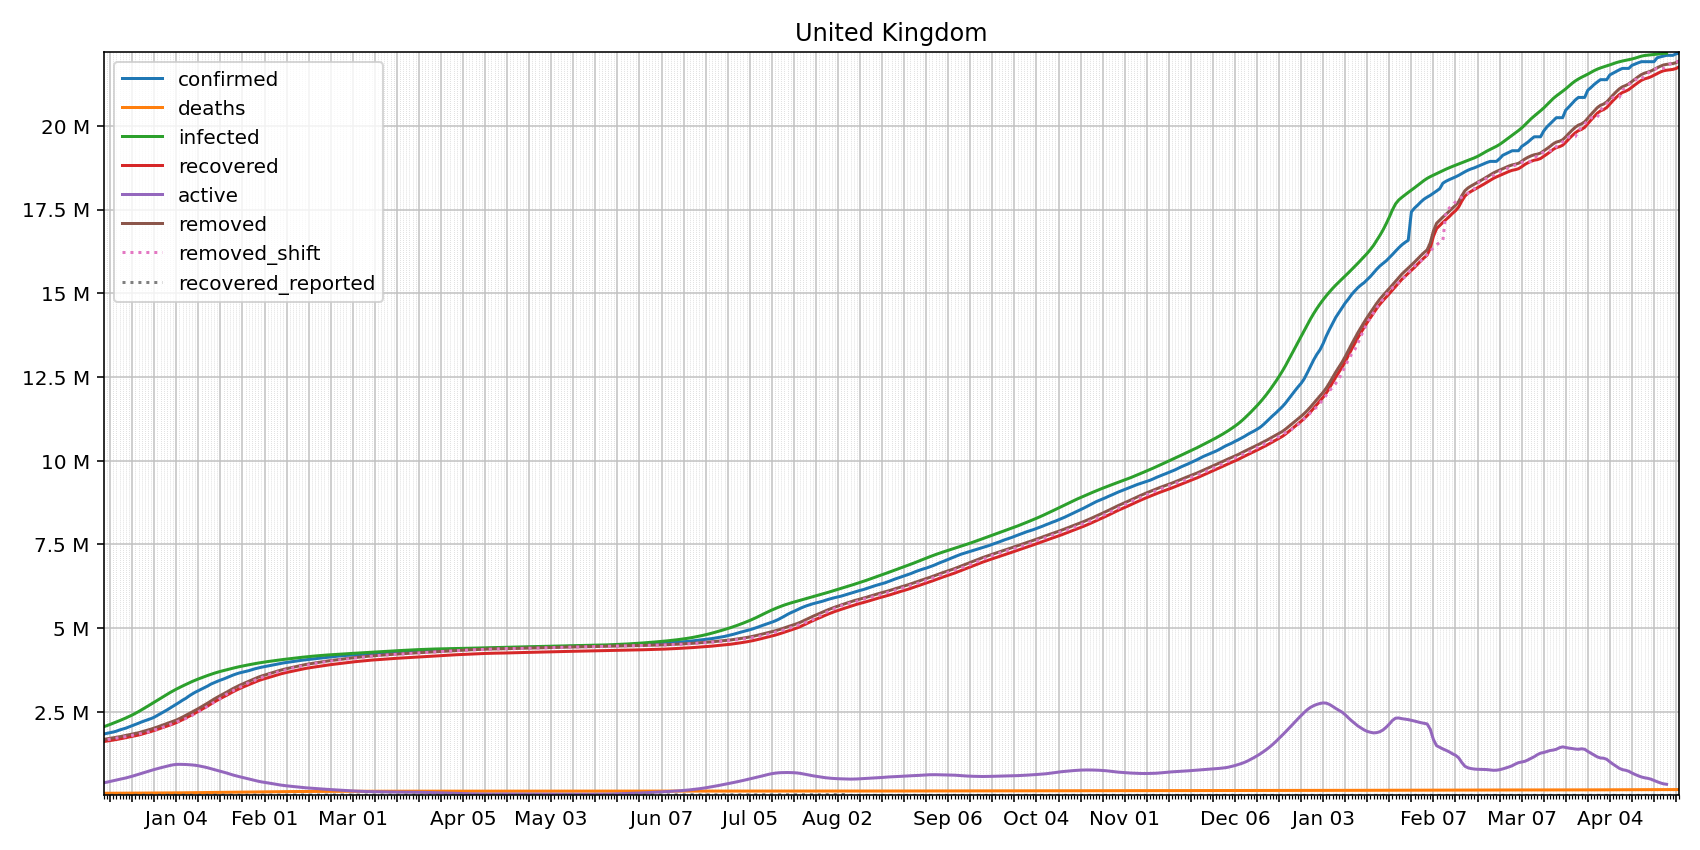 United Kingdom
confirmed
deaths
infected
recovered
active
removed
removed_shift
recovered_reported
20 M
17.5 M
15 M
12.5 M
10 M
7.5 M
5 M
2.5 M
Jan 04 Feb 01 Mar 01 Apr 05 May 03 Jun 07 Jul 05 Aug 02 Sep 06 Oct 04 Nov 01 Dec 06 Jan 03 Feb 07 Mar 07 Apr 04